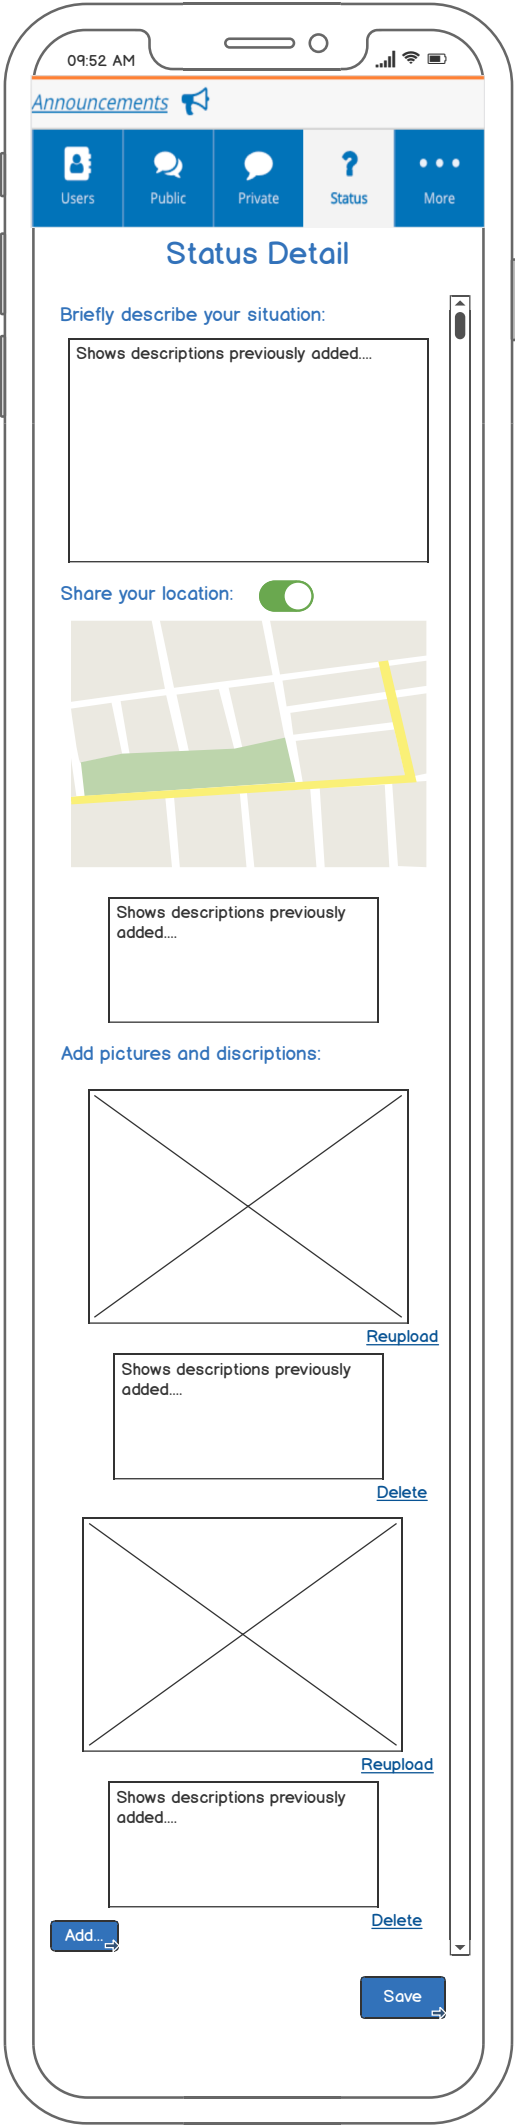 09:52 AM
Announcements
Users Public Private Status More
Status Detail
Briefly describe your situation:
Shows descriptions previously added....
Share your location:
Shows descriptions previously
added....
Add pictures and discriptions:
Reupload
Shows descriptions previously
added....
Delete
Reupload
Shows descriptions previously
added....
Delete
Add...
Save